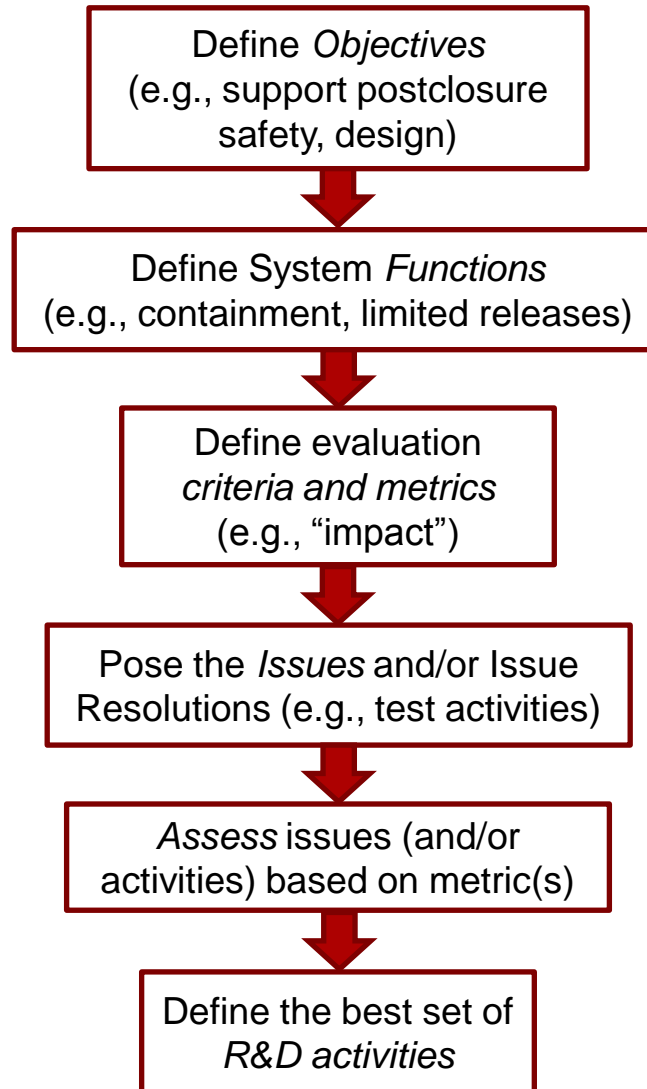 Define Objectives
(e.g., support postclosure
safety, design)
Define System Functions
(e.g., containment, limited releases)
Define evaluation
criteria and metrics
(e.g., “impact”)
Pose the Issues and/or Issue
Resolutions (e.g., test activities)
Assess issues (and/or
activities) based on metric(s)
Define the best set of
R&D activities